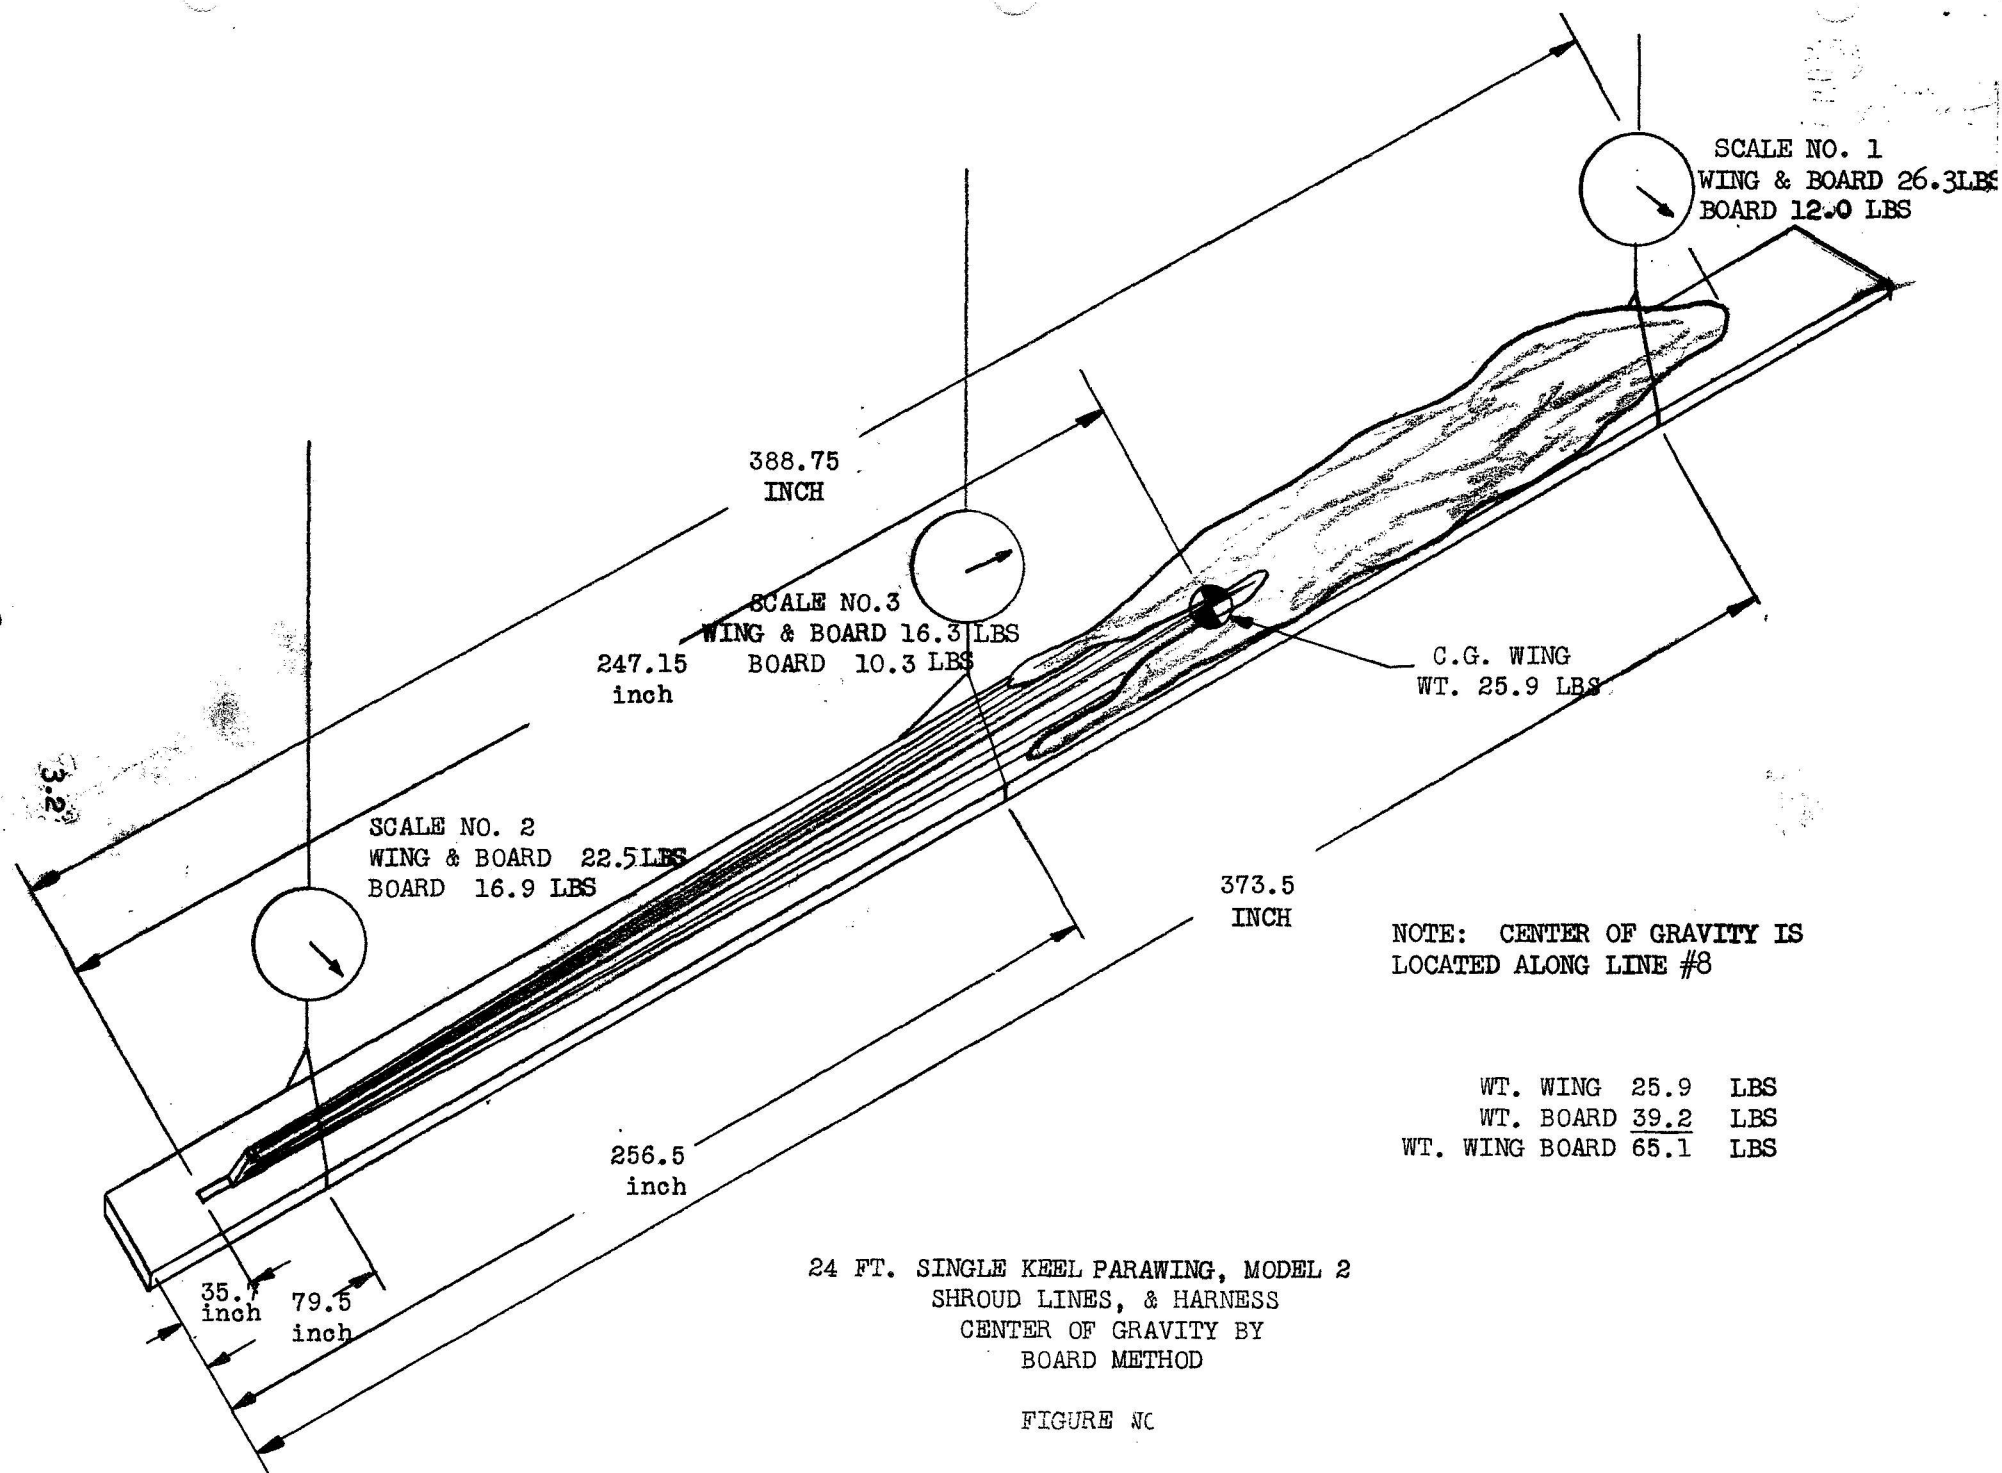 SCALE NO. 1
WING & BOARD 26.3LBS
BOARD 12.0 LBS
388.75
INCH
SCALE NO.3
WING & BOARD 16.3 LBS
BOARD 10.3 LBS
247.15
inch
C.G. WING
WT. 25.9 LBS
3.2
SCALE NO. 2
WING & BOARD 22.5LBS
BOARD 16.9 LBS
373.5
INCH
NOTE: CENTER OF GRAVITY IS
LOCATED ALONG LINE #8
WT. WING 25.9 LBS
WT. BOARD 39.2 LBS
WT. WING BOARD 65.1 LBS
256.5
inch
35.7
inch
79.5
inch
24 FT. SINGLE KEEL PARAWING, MODEL 2
SHROUD LINES, & HARNESS
CENTER OF GRAVITY BY
BOARD METHOD
FIGURE